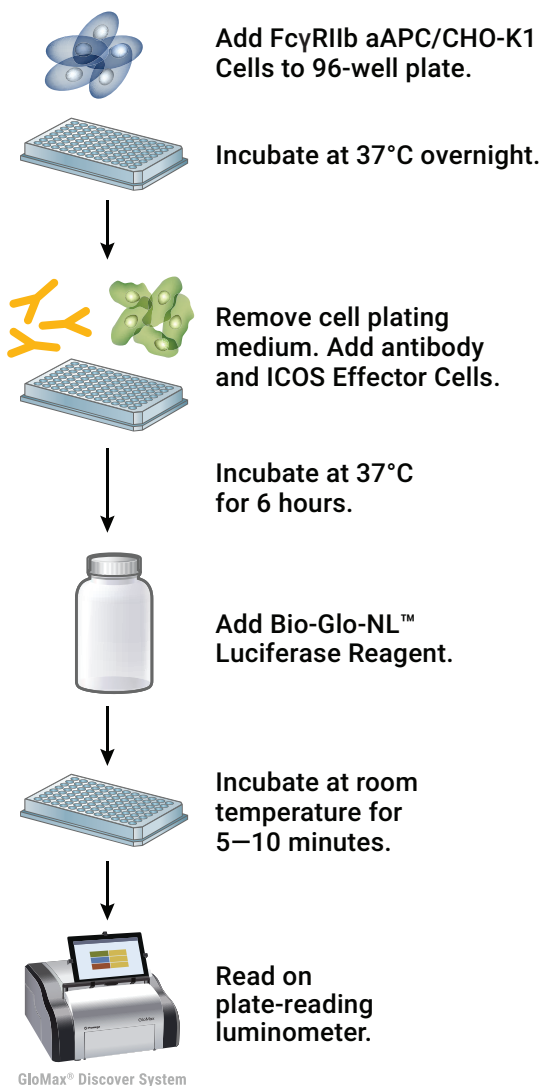 Add FcγRIIb aAPC/CHO-K1
Cells to 96-well plate.
Incubate at 37°C overnight.
Remove cell plating
medium. Add antibody
and ICOS Effector Cells.
Incubate at 37°C
for 6 hours.
Add Bio-Glo-NL™
Luciferase Reagent.
Incubate at room
temperature for
5—10 minutes.
Read on
plate-reading
luminometer.
GloMax
GloMax® Discover System